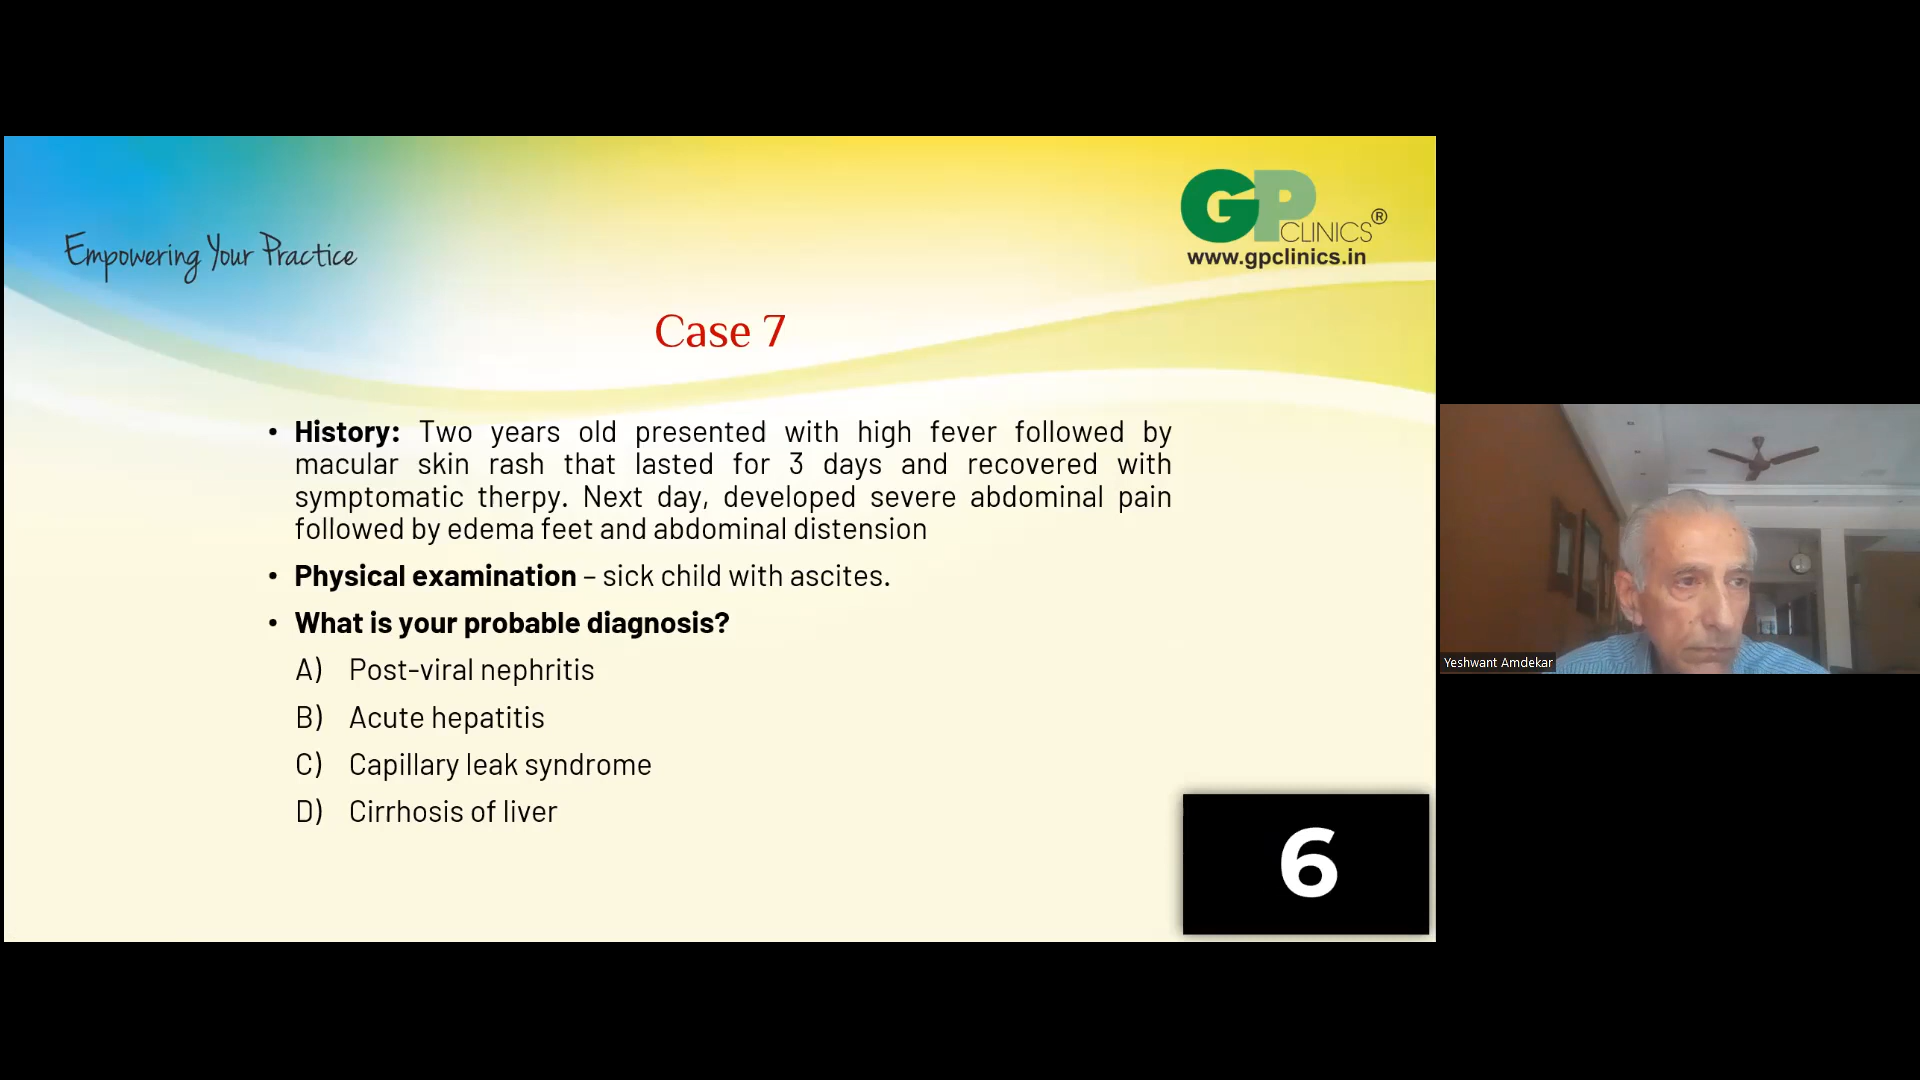 Empowering Your Practice
GP CLINICS®
www.gpclinics.in
Case 7
• History: Two years old presented with high fever followed by
macular skin rash that lasted for 3 days and recovered with
symptomatic therpy. Next day, developed severe abdominal pain
followed by edema feet and abdominal distension
• Physical examination – sick child with ascites.
• What is your probable diagnosis?
A) Post-viral nephritis
B) Acute hepatitis
C) Capillary leak syndrome
D) Cirrhosis of liver
6
Yeshwant Amdekar